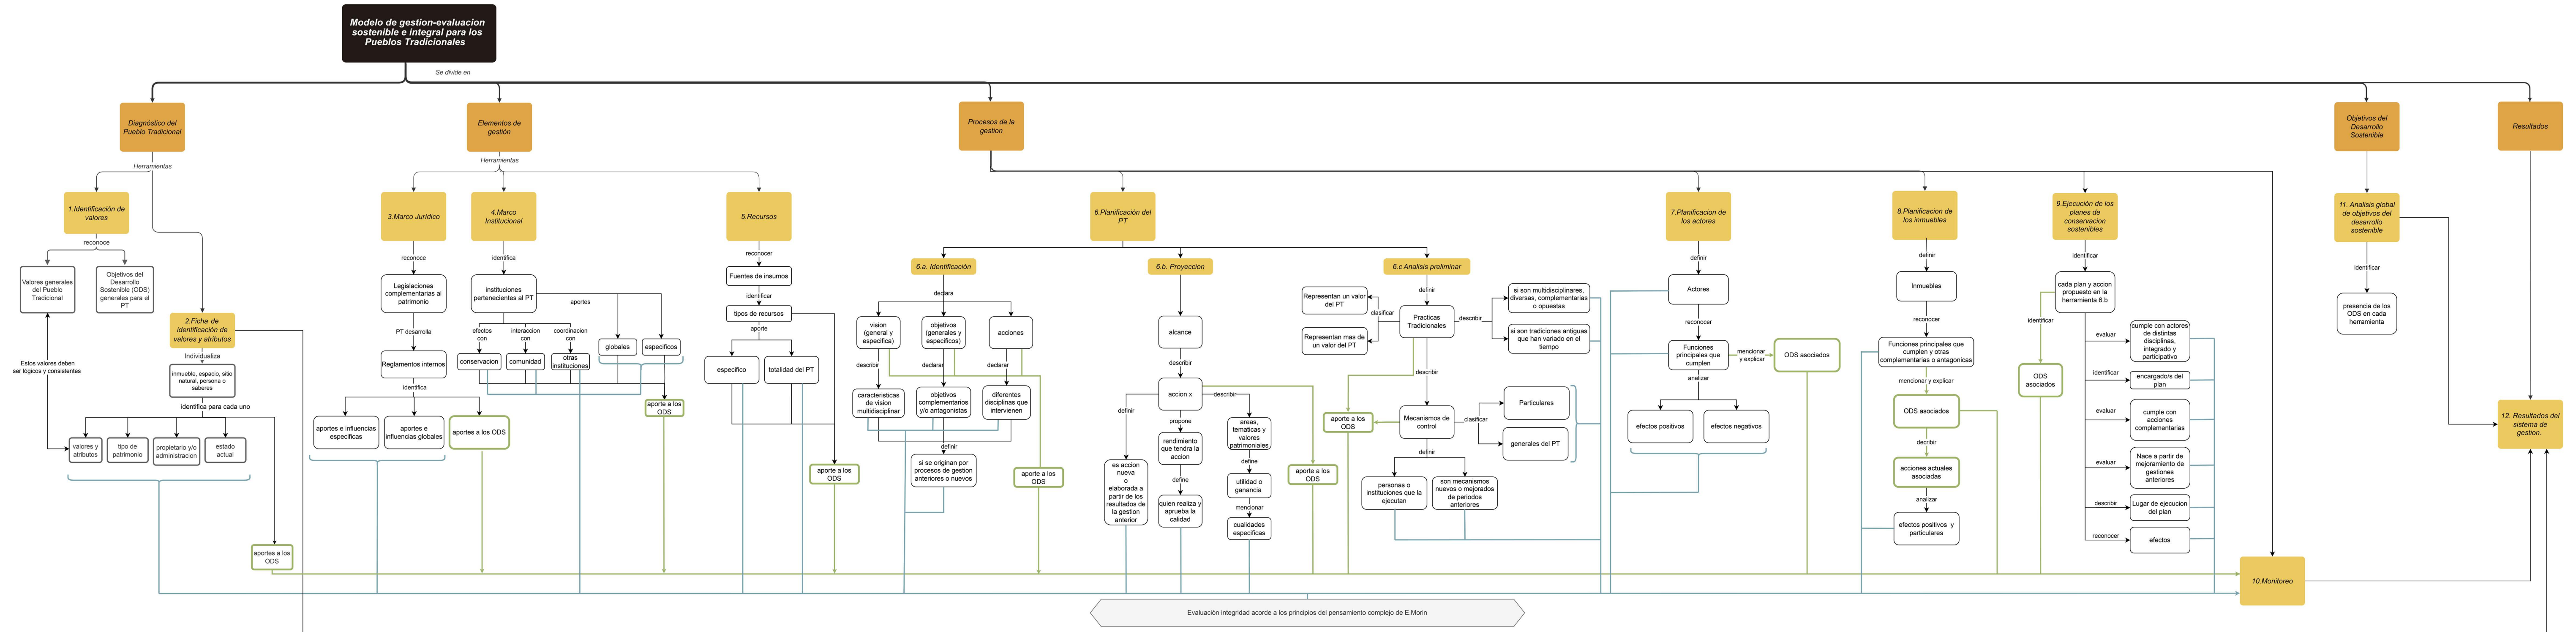 Modelo de gestion-evaluacion
sostenible e integral para los
Pueblos Tradicionales
Se divide en
Diagnóstico del
Pueblo Tradicional
Elementos de
gestión
Procesos de la
gestion
Objetivos del
Desarrollo
Sostenible
Resultados
Herramientas
Herramientas
1.Identificación de
valores
reconoce
Valores generales
del Pueblo
Tradicional
Objetivos del
Desarrollo
Sostenible (ODS)
generales para el
PT
Estos valores deben
ser lógicos y consistentes
2.Ficha de
identificación de
valores y atributos
Individualiza
inmueble, espacio, sitio
natural, persona o
saberes
identifica para cada uno
valores y
atributos
tipo de
patrimonio
propietario y/o
administracion
estado
actual
aportes a los
ODS
3.Marco Jurídico
reconoce
Legislaciones
complementarias al
patrimonio
PT desarrolla
Reglamentos internos
identifica
aportes e influencias
especificas
aportes e
influencias globales
aportes a los ODS
4.Marco
Institucional
identifica
instituciones
pertenecientes al PT
aportes
efectos
con
interaccion
con
coordinacion
con
conservacion
comunidad
otras
instituciones
globales
especificos
aporte a los
ODS
5.Recursos
reconocer
Fuentes de insumos
identificar
tipos de recursos
aporte
especifico
totalidad del PT
aporte a los
ODS
6.Planificación del
PT
6.a. Identificación
declara
vision
(general y
especifica)
objetivos
(generales y
especificos)
acciones
describir
declarar
declarar
caracteristicas
de vision
multidisciplinar
objetivos
complementarios
y/o antagonistas
diferentes
disciplinas que
intervienen
definir
si se originan por
procesos de gestion
anteriores o nuevos
aporte a los
ODS
6.b. Proyeccion
alcance
describir
accion x
definir
propone
describir
es accion
nueva
o
elaborada a
partir de los
resultados de
la gestion
anterior
rendimiento
que tendra la
accion
define
quien realiza y
aprueba la
calidad
areas,
tematicas y
valores
patrimoniales
define
utilidad o
ganancia
mencionar
cualidades
especificas
aporte a los
ODS
6.c Analisis preliminar
definir
Practicas
Tradicionales
clasificar
Representan un valor
del PT
Representan mas de
un valor del PT
describir
si son multidisciplinares,
diversas, complementarias
o opuestas
si son tradiciones antiguas
que han variado en el
tiempo
describir
aporte a los
ODS
Mecanismos de
control
clasificar
Particulares
generales del PT
definir
personas o
instituciones que la
ejecutan
son mecanismos
nuevos o mejorados
de periodos
anteriores
7.Planificacion de
los actores
definir
Actores
reconocer
Funciones
principales que
cumplen
mencionar
y explicar
ODS asociados
analizar
efectos positivos
efectos negativos
8.Planificacion de
los inmuebles
definir
Inmuebles
reconocer
Funciones principales que
cumplen y otras
complementarias o antagonicas
mencionar y explicar
ODS asociados
decribir
acciones actuales
asociadas
analizar
efectos positivos y
particulares
9.Ejecución de los
planes de
conservacion
sostenibles
identificar
cada plan y accion
propuesto en la
herramienta 6.b
identificar
ODS
asociados
evaluar
cumple con actores
de distintas
disciplinas,
integrado y
participativo
identificar
encargado/s del
plan
evaluar
cumple con
acciones
complementarias
evaluar
Nace a partir de
mejoramiento de
gestiones
anteriores
describir
Lugar de ejecucion
del plan
reconocer
efectos
10.Monitoreo
11. Analisis global
de objetivos del
desarrollo
sostenible
identificar
presencia de los
ODS en cada
herramienta
12. Resultados del
sistema de
gestion.
Evaluación integridad acorde a los principios del pensamiento complejo de E.Morin